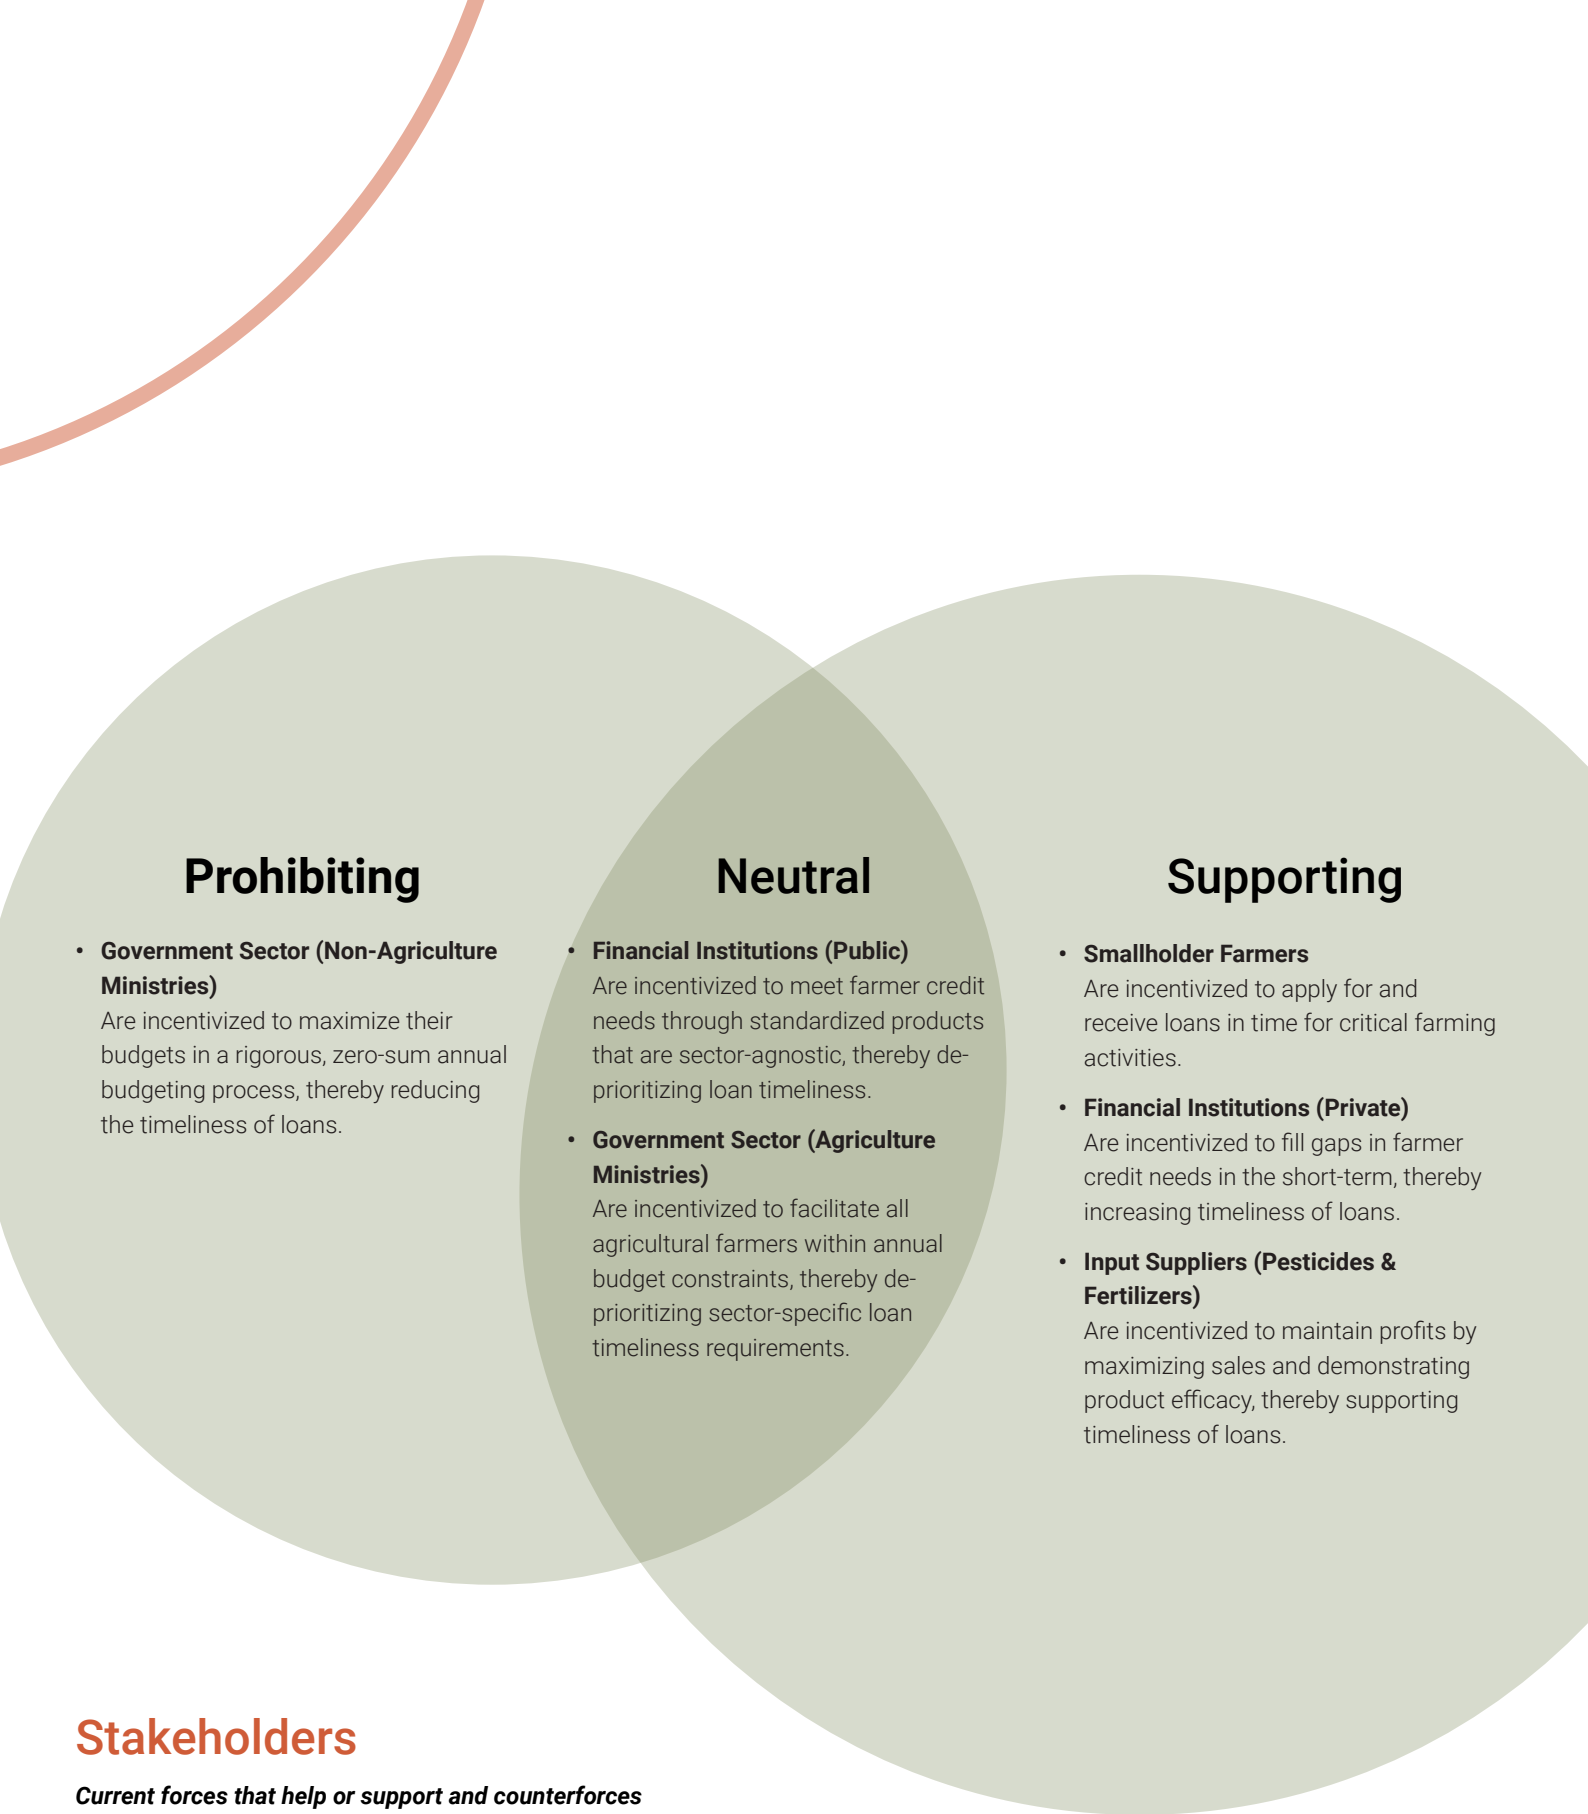 Prohibiting
• Government Sector (Non-Agriculture
Ministries)
Are incentivized to maximize their
budgets in a rigorous, zero-sum annual
budgeting process, thereby reducing
the timeliness of loans.
Neutral
• Financial Institutions (Public)
Are incentivized to meet farmer credit
needs through standardized products
that are sector-agnostic, thereby de-
prioritizing loan timeliness.
• Government Sector (Agriculture
Ministries)
Are incentivized to facilitate all
agricultural farmers within annual
budget constraints, thereby de-
prioritizing sector-specific loan
timeliness requirements.
Supporting
• Smallholder Farmers
Are incentivized to apply for and
receive loans in time for critical farming
activities.
• Financial Institutions (Private)
Are incentivized to fill gaps in farmer
credit needs in the short-term, thereby
increasing timeliness of loans.
• Input Suppliers (Pesticides &
Fertilizers)
Are incentivized to maintain profits by
maximizing sales and demonstrating
product efficacy, thereby supporting
timeliness of loans.
Stakeholders
Current forces that help or support and counterforces